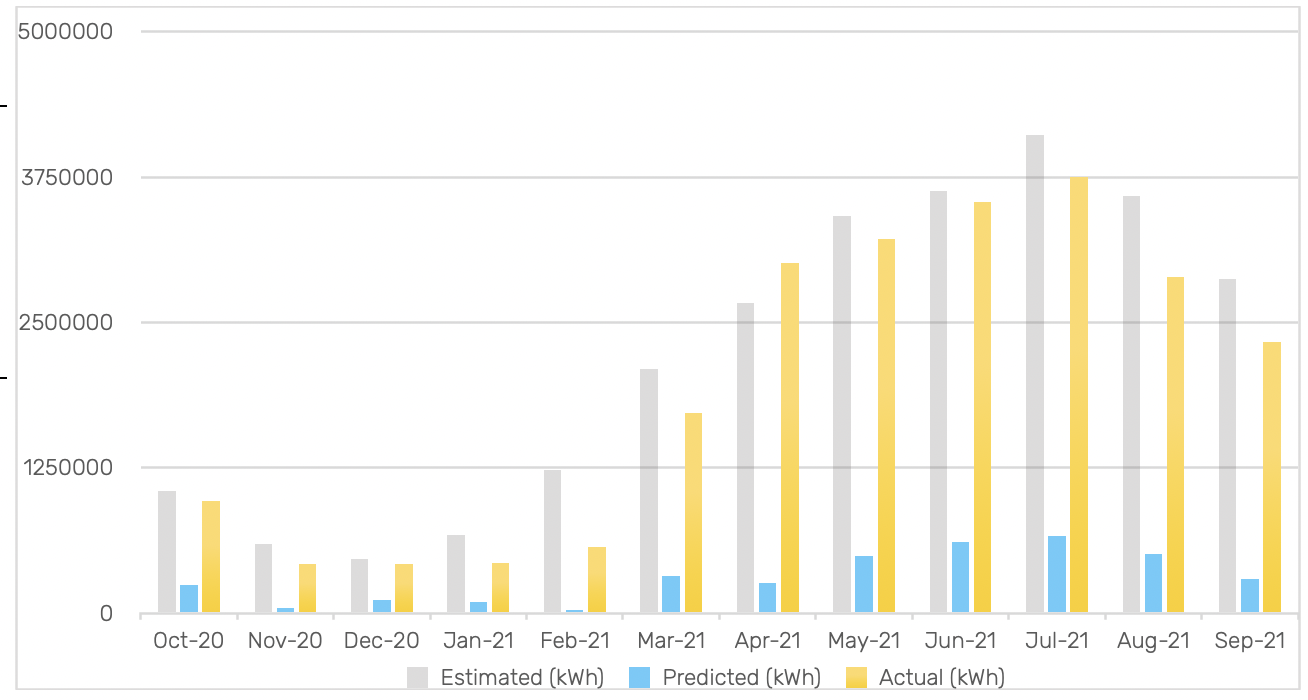 5000000
3750000
2500000
1250000
0
Oct-20 Nov-20 Dec-20 Jan-21 Feb-21 Mar-21 Apr-21 May-21 Jun-21 Jul-21 Aug-21 Sep-21
Estimated (kWh) Predicted (kWh) Actual (kWh)